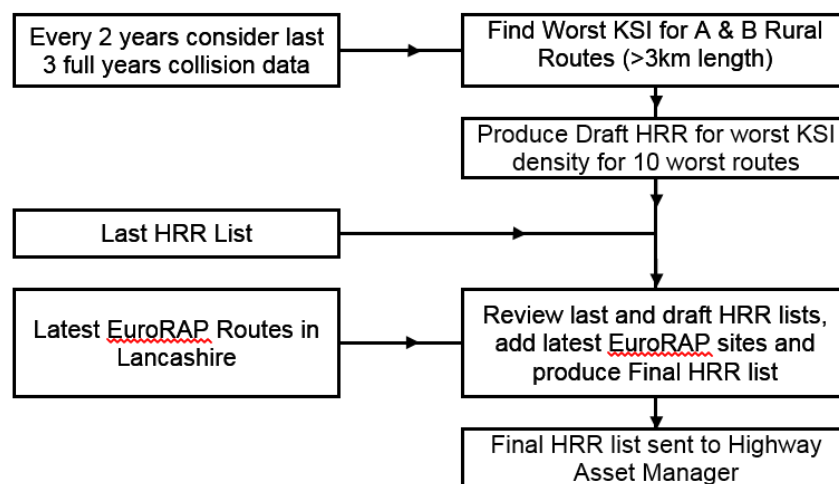 Every 2 years consider last
3 full years collision data
Find Worst KSI for A & B Rural
Routes (>3km length)
Produce Draft HRR for worst KSI
density for 10 worst routes
Last HRR List
Latest EuroRAP Routes in
Lancashire
Review last and draft HRR lists,
add latest EuroRAP sites and
produce Final HRR list
Final HRR list sent to Highway
Asset Manager